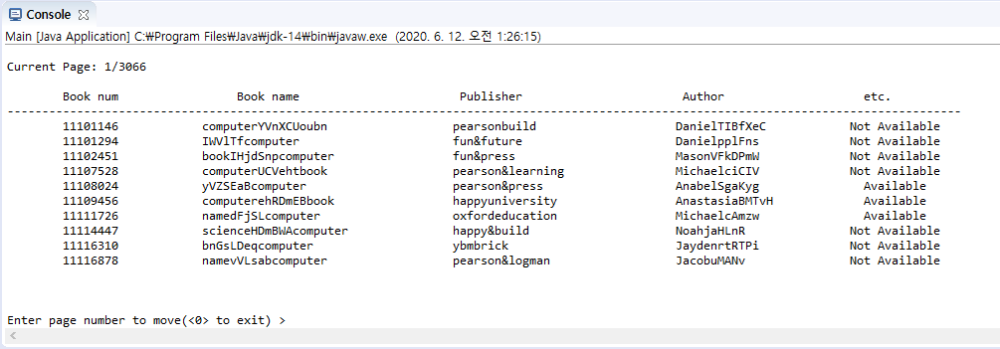 Console
Main [Java Application] C:₩Program Files₩Java₩jdk-14₩bin₩javaw.exe (2020. 6. 12. 오전 1:26:15)
Current Page: 1/3066
Book num Book name Publisher Author etc.
---------------------------------------------------------------------------------------------------------------------------------------
11101146 computerYVnXCUoubn pearsonbuild DanielTIBfXeC Not Available
11101294 IWVlTfcomputer fun&future DanielpplFns Not Available
11102451 bookIHjdSnpcomputer fun&press MasonVFkDPmW Not Available
11107528 computerUCVehtbook pearson&learning MichaelciCIV Not Available
11108024 yVZSEaBcomputer pearson&press AnabelSgaKyg Available
11109456 computerehRDmEBbook happyuniversity AnastasiaBMTvH Available
11111726 namedFjSLcomputer oxfordeducation MichaelcAmzw Available
11114447 scienceHDmBWAcomputer happy&build NoahjaHLnR Not Available
11116310 bnGsLDeqcomputer ybmbrick JaydenrtRTPi Not Available
11116878 namevVLsabcomputer pearson&logman JacobuMANv Not Available
Enter page number to move(<0> to exit) >